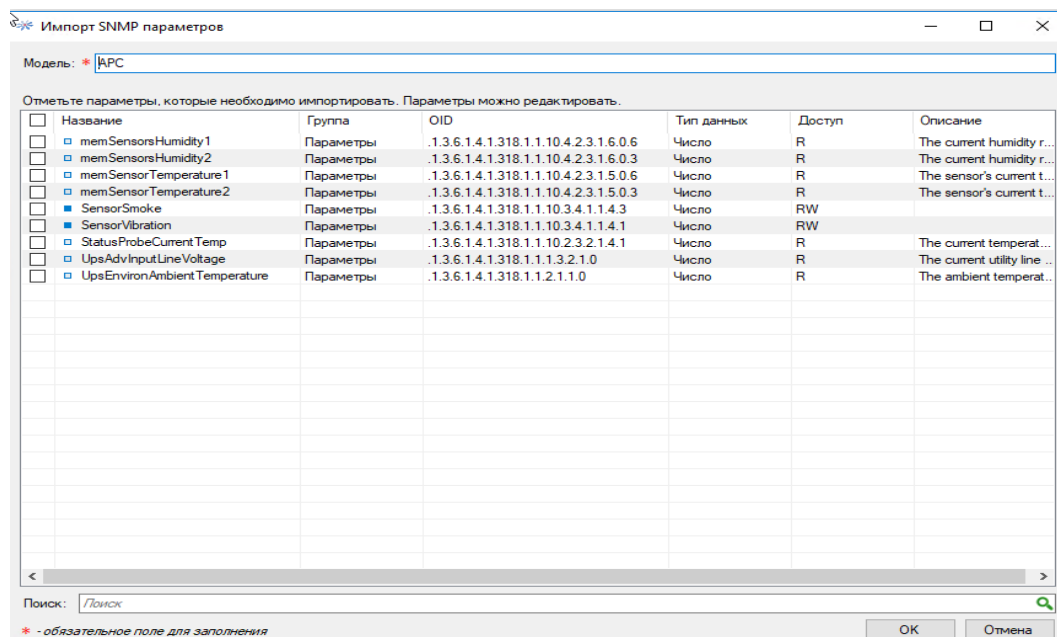 Импорт SNMP параметров
Модель: * APC
Отметьте параметры, которые необходимо импортировать. Параметры можно редактировать.
Название Группа OID Тип данных Доступ Описание
memSensorsHumidity1 Параметры .1.3.6.1.4.1.318.1.1.10.4.2.3.1.6.0.6 Число R The current humidity r...
memSensorsHumidity2 Параметры .1.3.6.1.4.1.318.1.1.10.4.2.3.1.6.0.3 Число R The current humidity r...
memSensorTemperature1 Параметры .1.3.6.1.4.1.318.1.1.10.4.2.3.1.5.0.6 Число R The sensor's current t...
memSensorTemperature2 Параметры .1.3.6.1.4.1.318.1.1.10.4.2.3.1.5.0.3 Число R The sensor's current t...
SensorSmoke Параметры .1.3.6.1.4.1.318.1.1.10.3.4.1.1.4.3 Число RW
SensorVibration Параметры .1.3.6.1.4.1.318.1.1.10.3.4.1.1.4.1 Число RW
StatusProbeCurrentTemp Параметры .1.3.6.1.4.1.318.1.1.10.2.3.2.1.4.1 Число R The current temperat...
UpsAdvInputLineVoltage Параметры .1.3.6.1.4.1.318.1.1.1.3.2.1.0 Число R The current utility line ...
UpsEnvironAmbientTemperature Параметры .1.3.6.1.4.1.318.1.1.2.1.1.0 Число R The ambient temperat...
Поиск: Поиск
* - обязательное поле для заполнения
OK Отмена